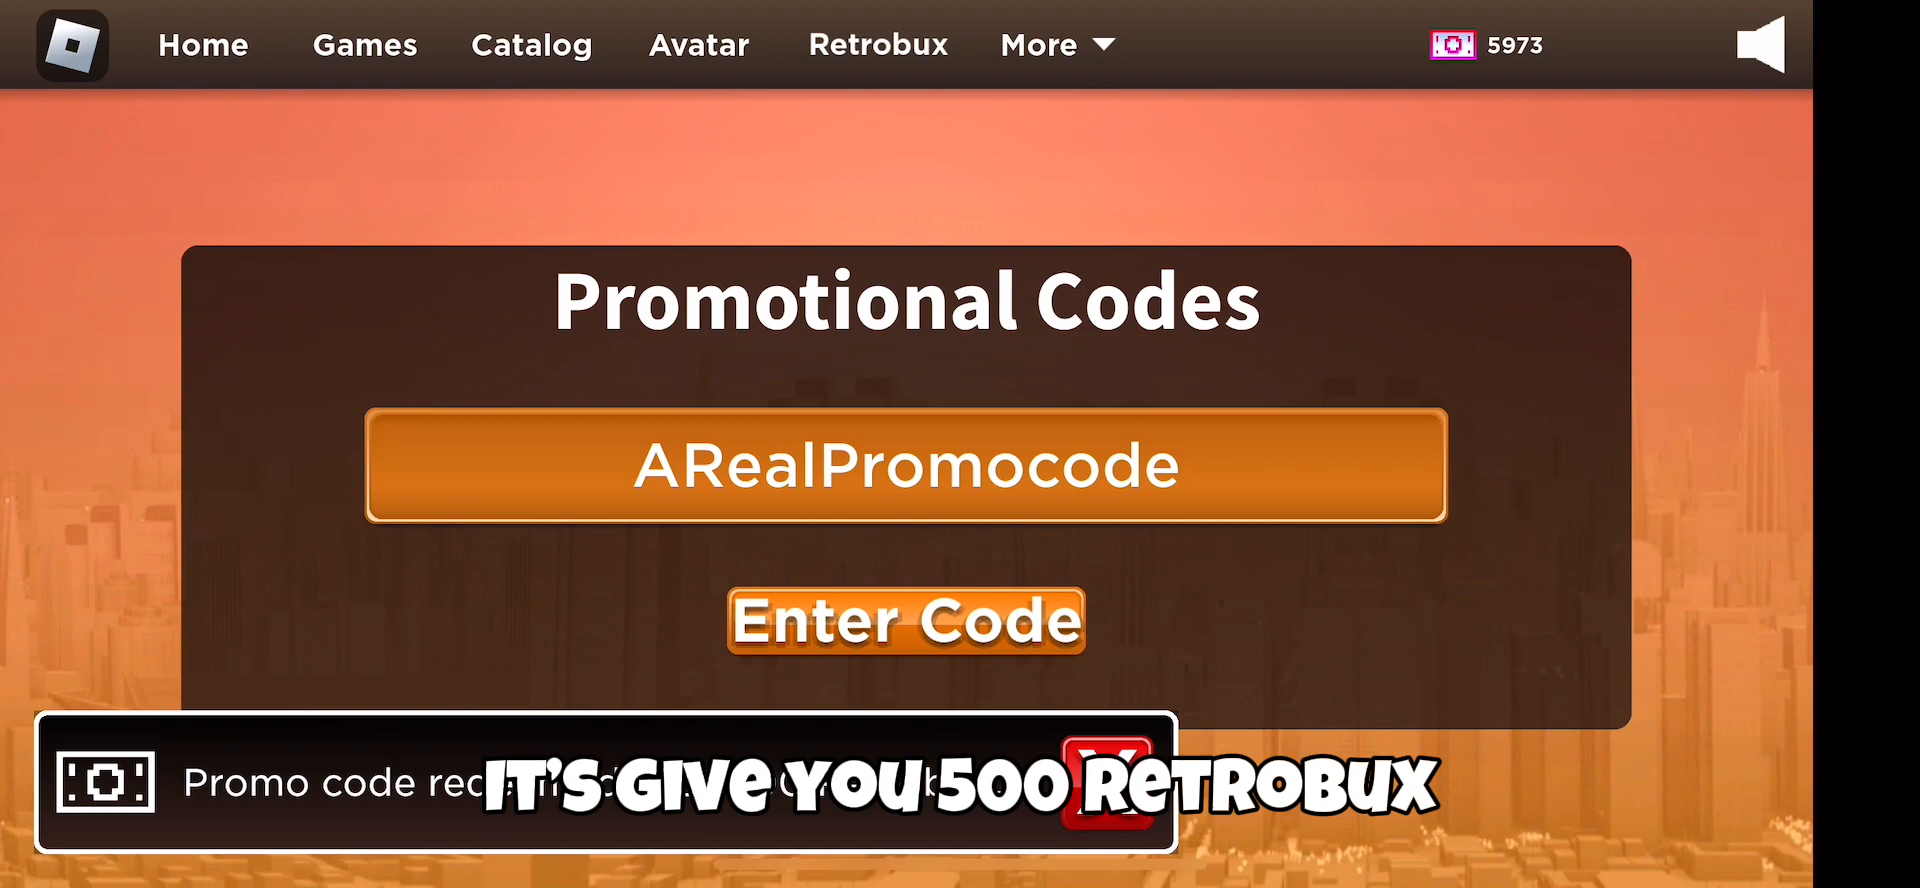 Home Games Catalog Avatar Retrobux More 5973
Promotional Codes
ARealPromocode
Enter Code
Promo code
IT'S GIVE YOU 500 RETROBUX